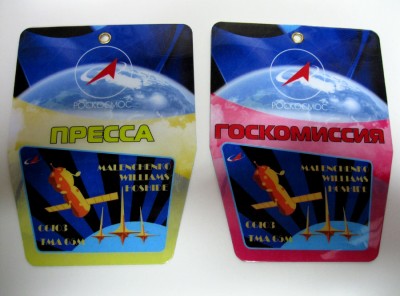 РОСКОСМОС
ПРЕССА
MALENCHENKO
WILLIAMS
HOSHIDE
СОЮЗ
ТМА 05М
РОСКОСМОС
ГОСКОМИССИЯ
MALENCHENKO
WILLIAMS
HOSHIDE
СОЮЗ
ТМА 05М